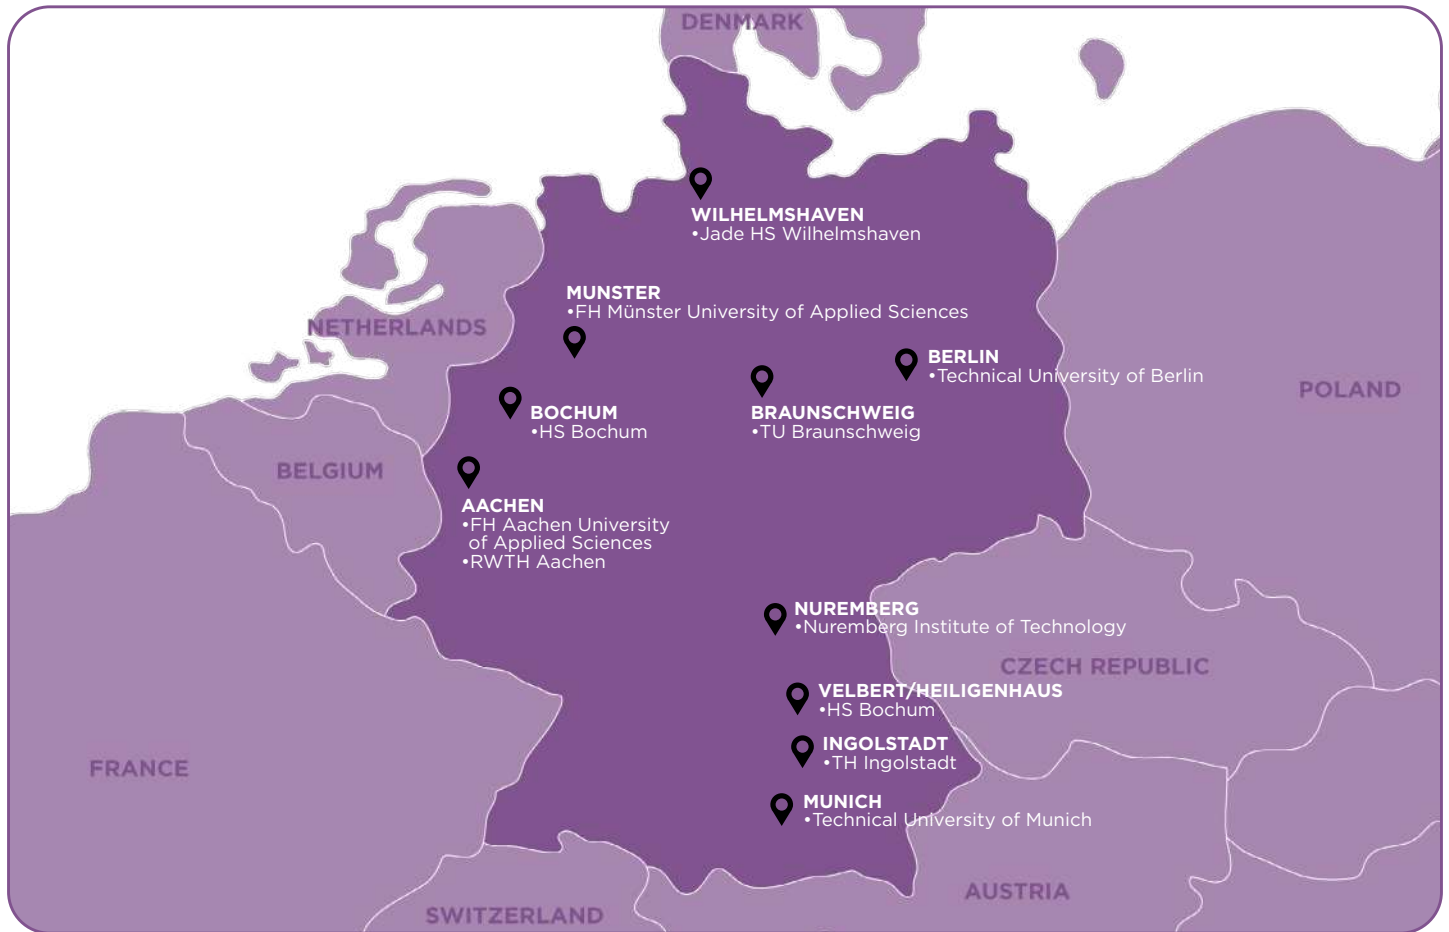 DENMARK
WILHELMSHAVEN
•Jade HS Wilhelmshaven
MUNSTER
•FH Münster University of Applied Sciences
NETHERLANDS
BERLIN
•Technical University of Berlin
POLAND
BOCHUM
•HS Bochum
BRAUNSCHWEIG
•TU Braunschweig
BELGIUM
AACHEN
•FH Aachen University
of Applied Sciences
•RWTH Aachen
NUREMBERG
•Nuremberg Institute of Technology
CZECH REPUBLIC
VELBERT/HEILIGENHAUS
•HS Bochum
INGOLSTADT
•TH Ingolstadt
FRANCE
MUNICH
•Technical University of Munich
AUSTRIA
SWITZERLAND